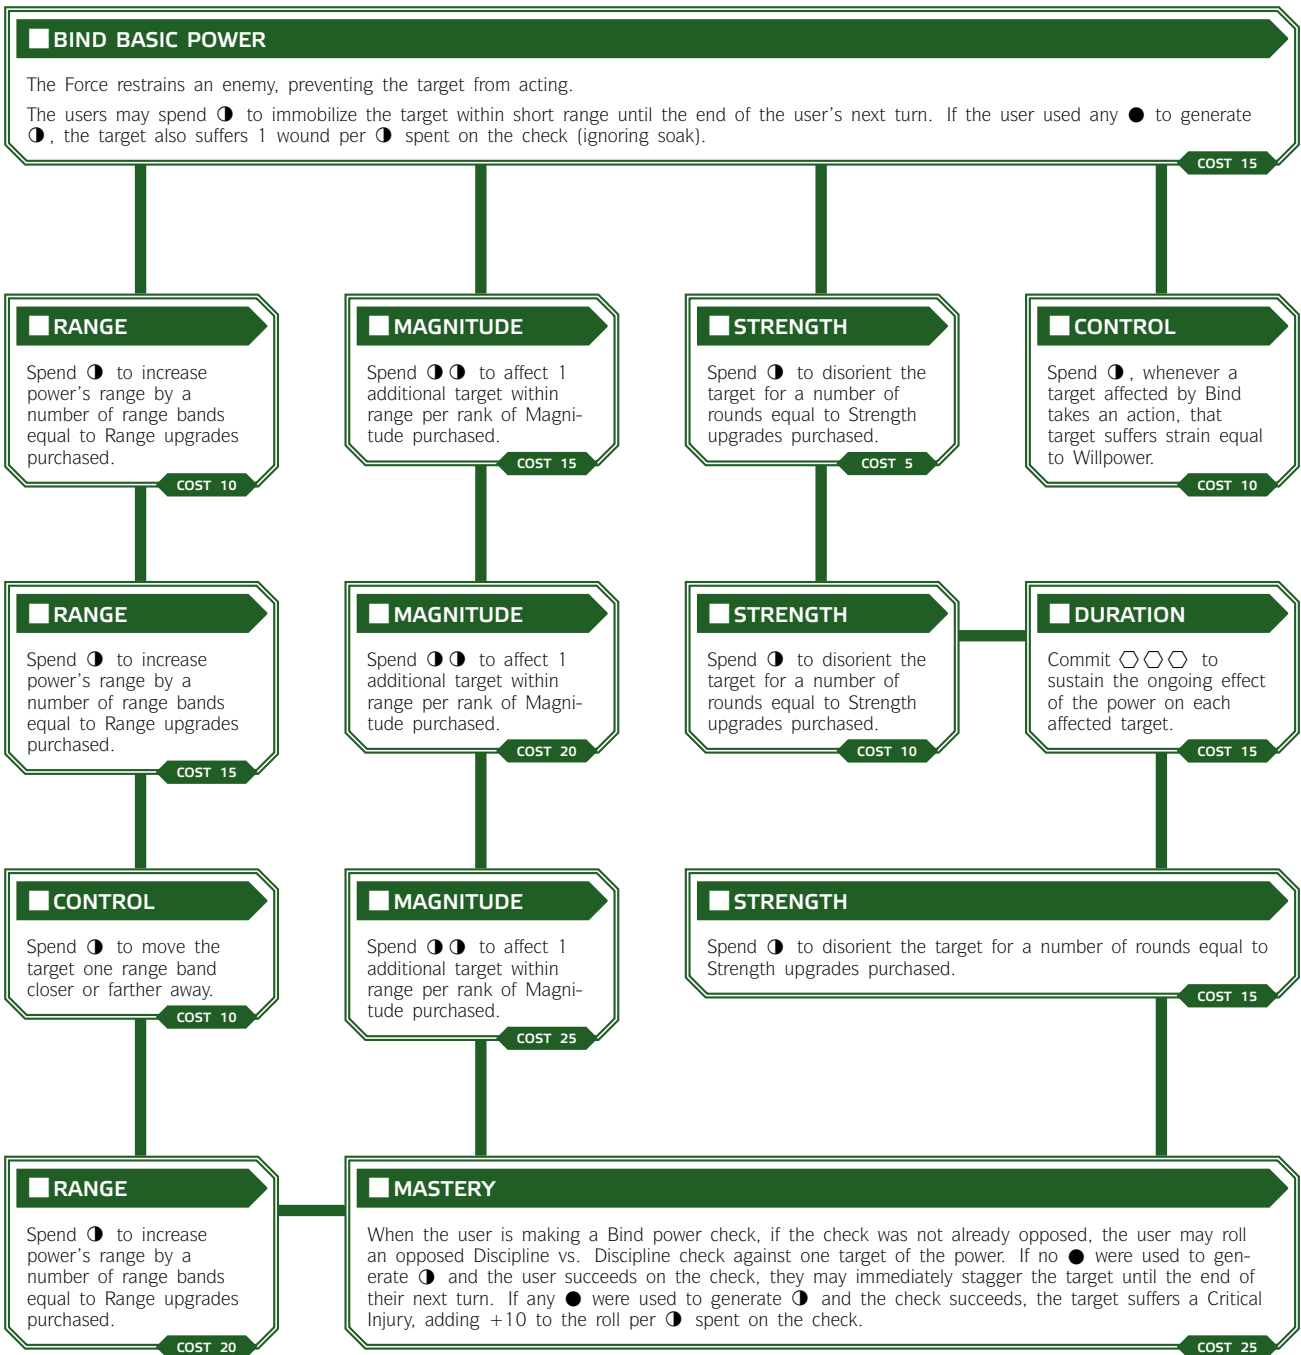 BIND BASIC POWER
The Force restrains an enemy, preventing the target from acting.
The users may spend ◑ to immobilize the target within short range until the end of the user's next turn. If the user used any ● to generate
◑, the target also suffers 1 wound per ◑ spent on the check (ignoring soak).
COST 15
RANGE
Spend ◑ to increase
power's range by a
number of range bands
equal to Range upgrades
purchased.
COST 10
MAGNITUDE
Spend ◑◑ to affect 1
additional target within
range per rank of Magni-
tude purchased.
COST 15
STRENGTH
Spend ◑ to disorient the
target for a number of
rounds equal to Strength
upgrades purchased.
COST 5
CONTROL
Spend ◑, whenever a
target affected by Bind
takes an action, that
target suffers strain equal
to Willpower.
COST 10
RANGE
Spend ◑ to increase
power's range by a
number of range bands
equal to Range upgrades
purchased.
COST 15
MAGNITUDE
Spend ◑◑ to affect 1
additional target within
range per rank of Magni-
tude purchased.
COST 20
STRENGTH
Spend ◑ to disorient the
target for a number of
rounds equal to Strength
upgrades purchased.
COST 10
DURATION
Commit ⬡⬡⬡ to
sustain the ongoing effect
of the power on each
affected target.
COST 15
CONTROL
Spend ◑ to move the
target one range band
closer or farther away.
COST 10
MAGNITUDE
Spend ◑◑ to affect 1
additional target within
range per rank of Magni-
tude purchased.
COST 25
STRENGTH
Spend ◑ to disorient the target for a number of rounds equal to
Strength upgrades purchased.
COST 15
RANGE
Spend ◑ to increase
power's range by a
number of range bands
equal to Range upgrades
purchased.
COST 20
MASTERY
When the user is making a Bind power check, if the check was not already opposed, the user may roll
an opposed Discipline vs. Discipline check against one target of the power. If no ● were used to gen-
erate ◑ and the user succeeds on the check, they may immediately stagger the target until the end of
their next turn. If any ● were used to generate ◑ and the check succeeds, the target suffers a Critical
Injury, adding +10 to the roll per ◑ spent on the check.
COST 25